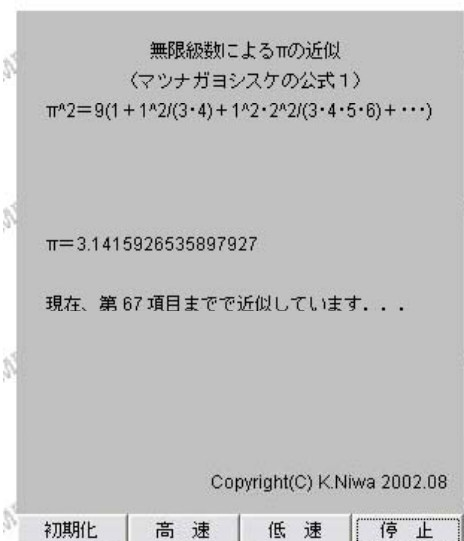 無限級数によるπの近似
（マツナガヨシスケの公式１）
π^2＝9(1＋1^2/(3・4)＋1^2・2^2/(3・4・5・6)＋・・・)
π＝3.1415926535897927
現在、第 67 項目までで近似しています．．．
Copyright(C) K.Niwa 2002.08
初期化
高 速
低 速
停 止